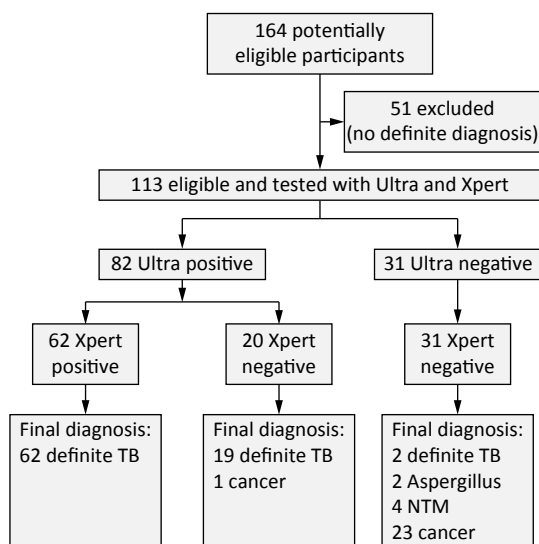 164 potentially
eligible participants
51 excluded
(no definite diagnosis)
113 eligible and tested with Ultra and Xpert
82 Ultra positive
31 Ultra negative
62 Xpert
positive
20 Xpert
negative
31 Xpert
negative
Final diagnosis:
62 definite TB
Final diagnosis:
19 definite TB
1 cancer
Final diagnosis:
2 definite TB
2 Aspergillus
4 NTM
23 cancer